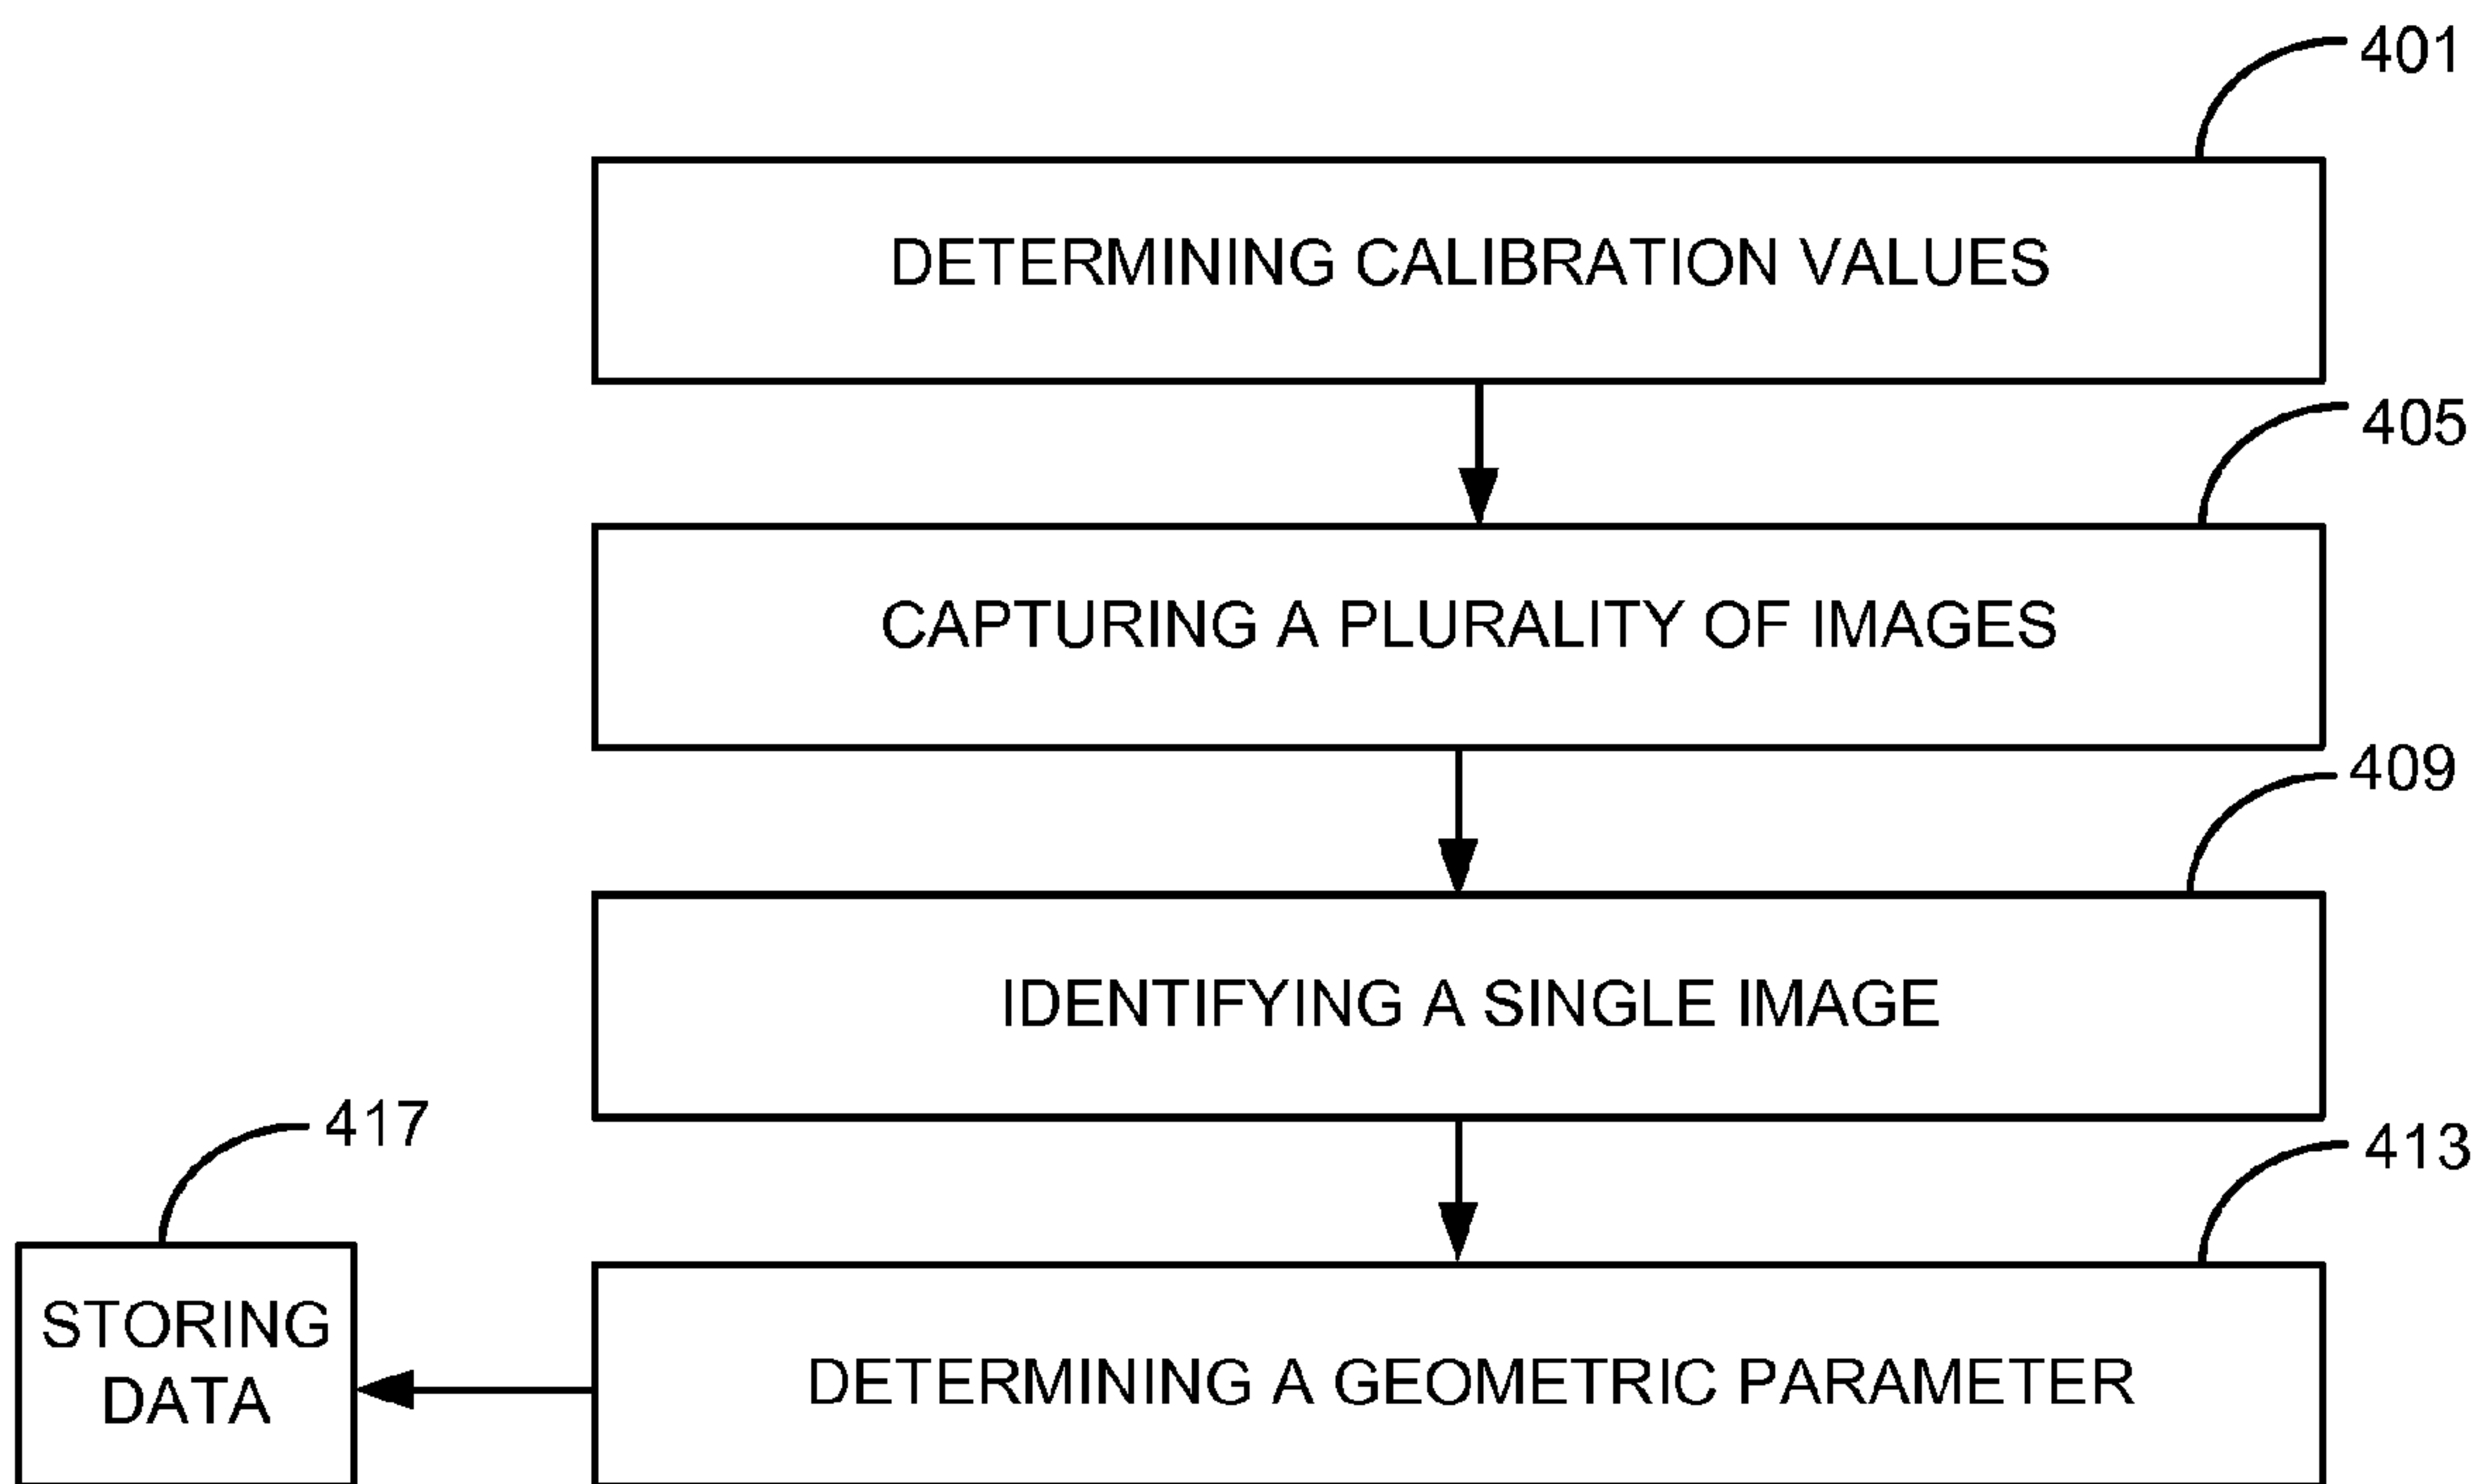 401
DETERMINING CALIBRATION VALUES
405
CAPTURING A PLURALITY OF IMAGES
409
IDENTIFYING A SINGLE IMAGE
417
413
STORING
DATA
DETERMINING A GEOMETRIC PARAMETER